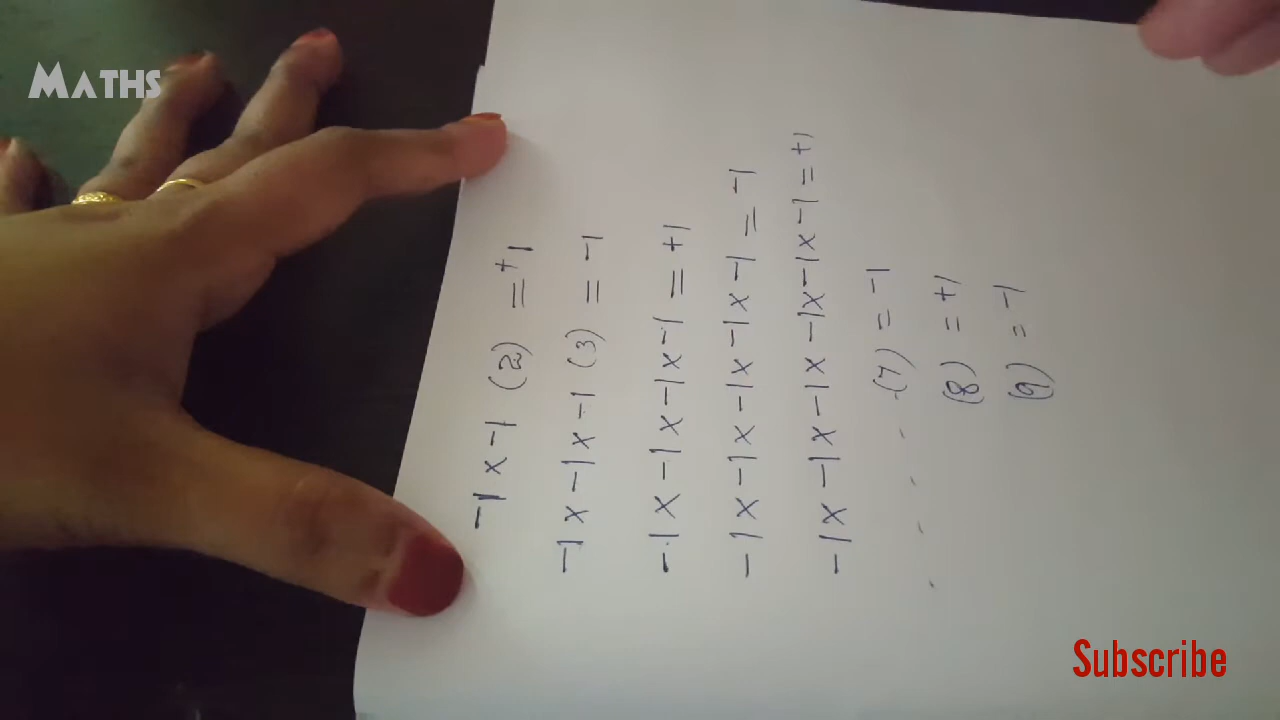 MATHS
-1 x -1 (2) = +1
-1 x -1 x -1 (3) = -1
-1 x -1 x -1 x -1 = +1
-1 x -1 x -1 x -1 x -1 = -1
-1 x -1 x -1 x -1 x -1 x -1 = +1
- - - - (7) = -1
(8) = +1
(9) = -1
Subscribe